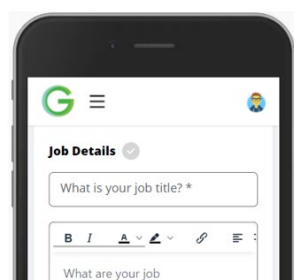 G
Job Details
What is your job title? *
B I A
What are your job